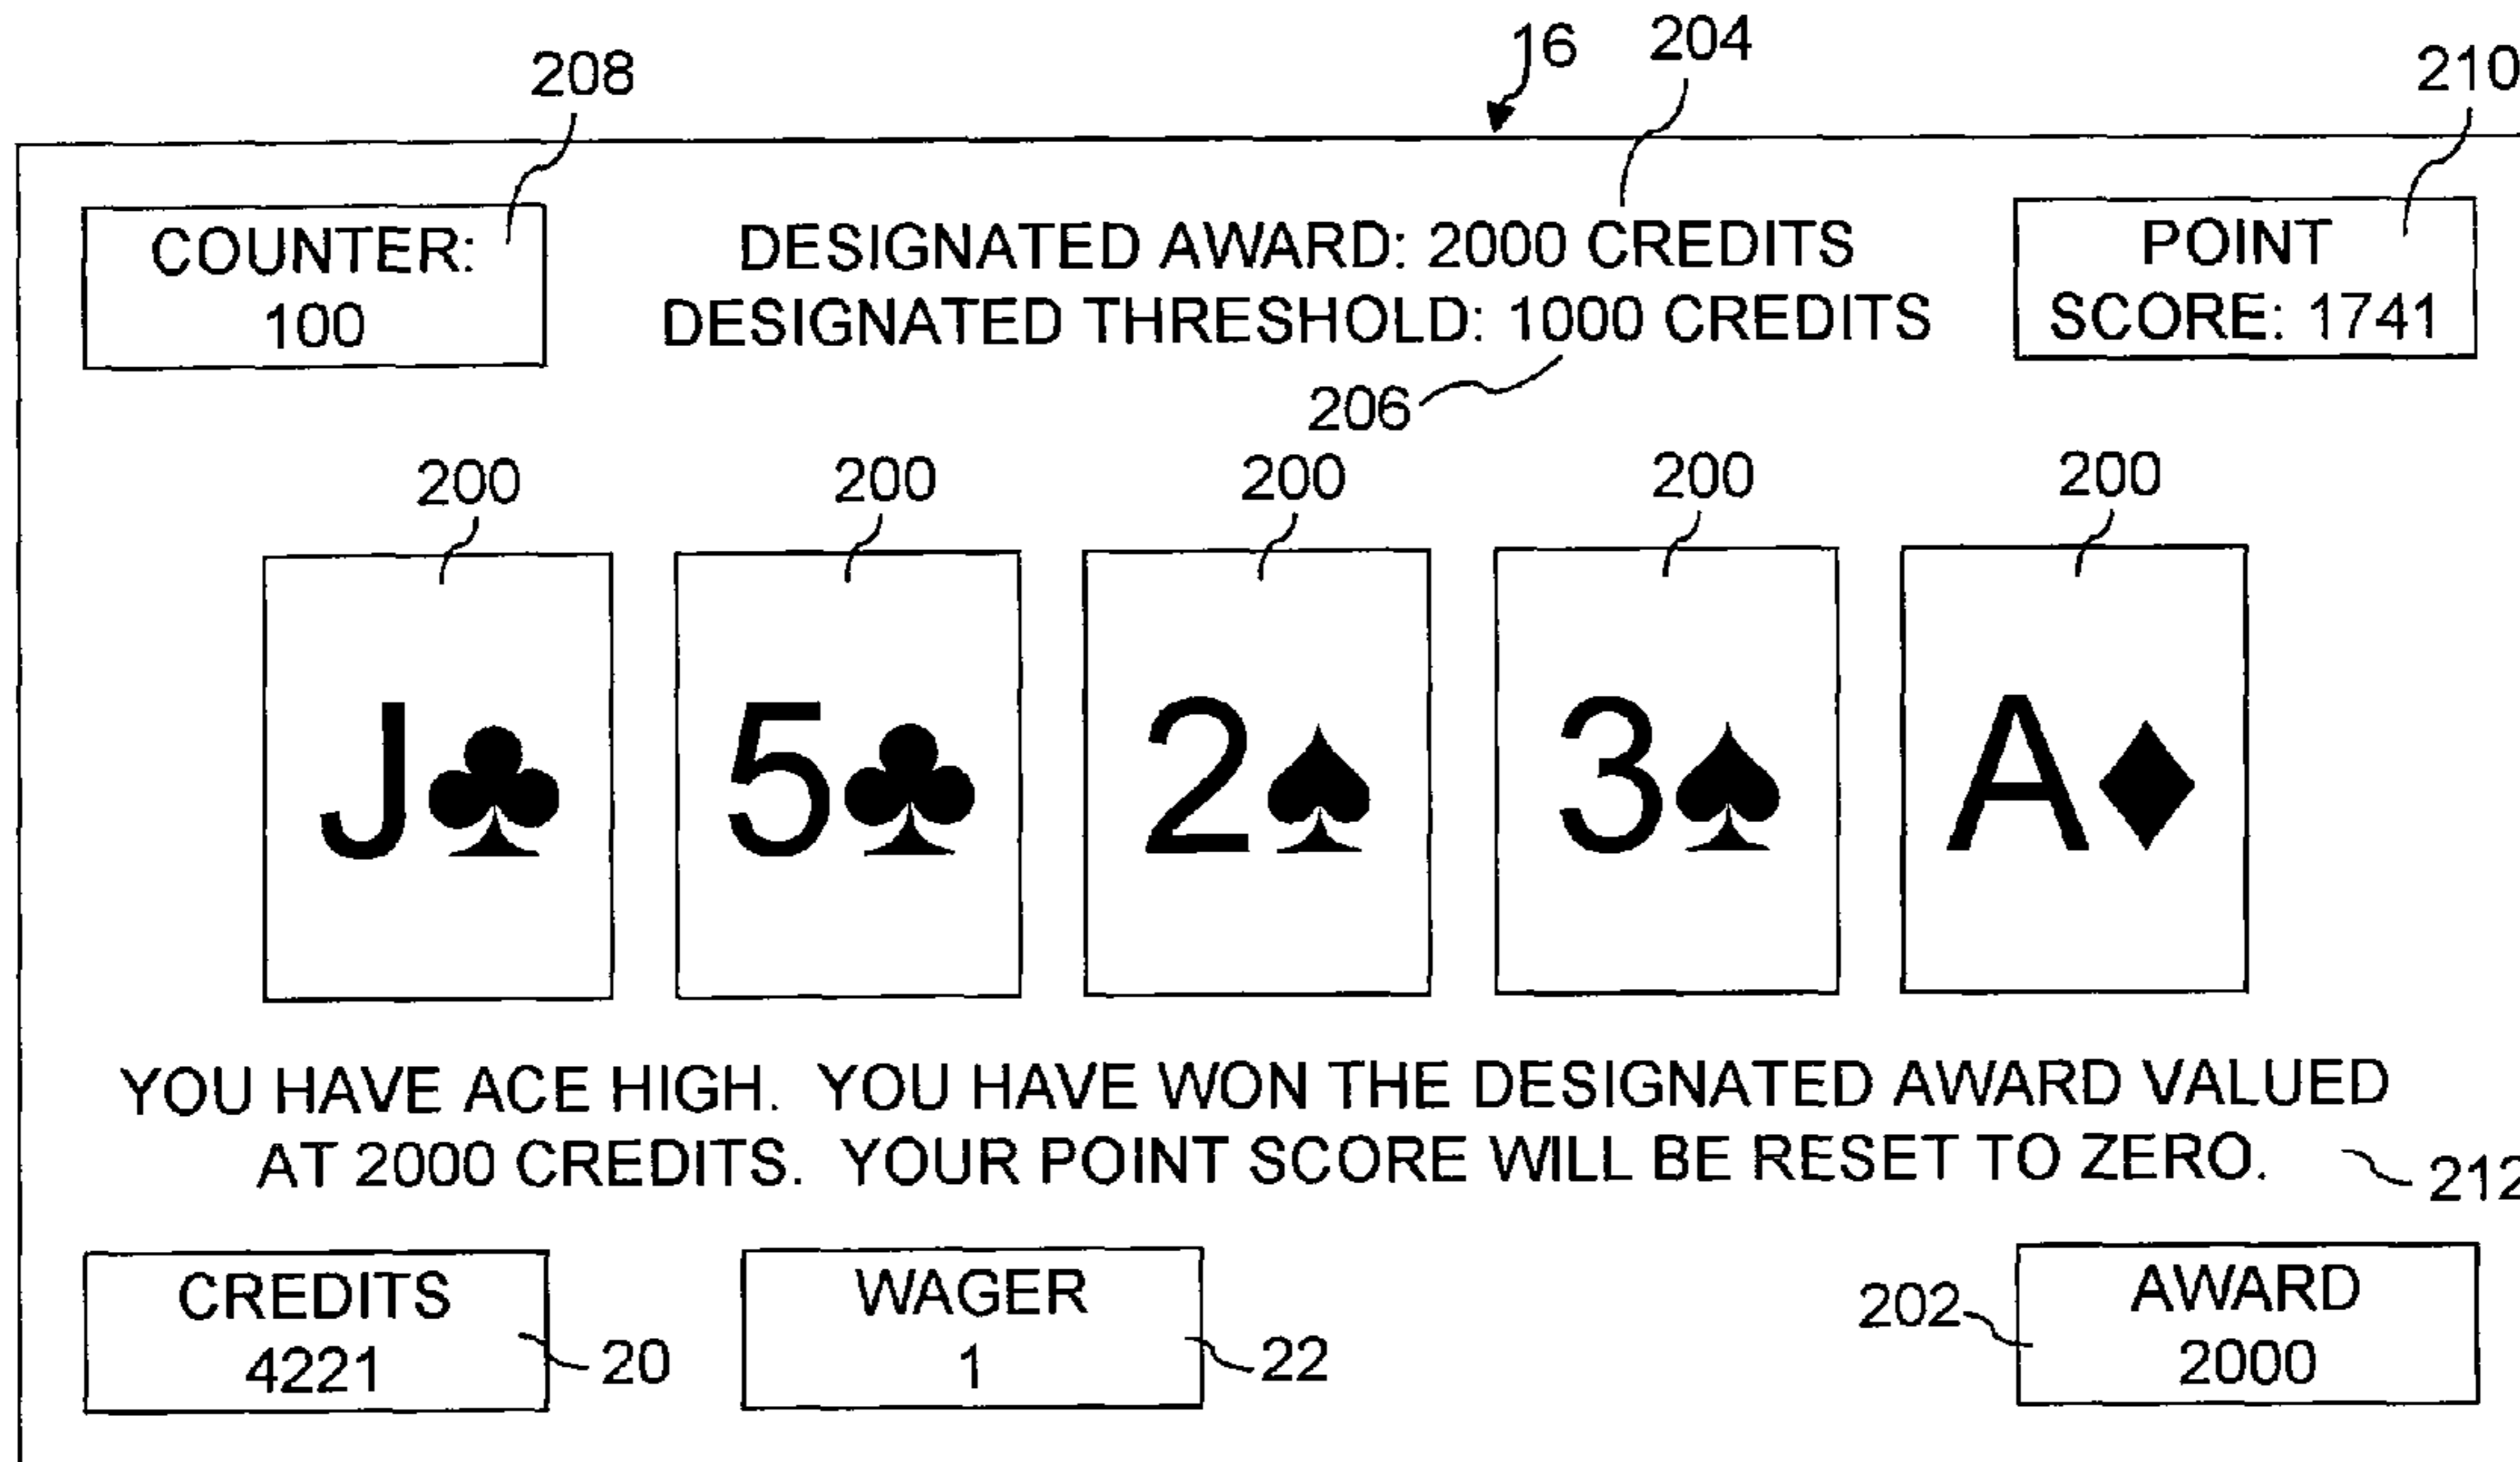 208
16
204
210
COUNTER:
100
DESIGNATED AWARD: 2000 CREDITS
DESIGNATED THRESHOLD: 1000 CREDITS
POINT
SCORE: 1741
206
200
200
200
200
200
J♣
5♣
2♠
3♠
A♦
YOU HAVE ACE HIGH. YOU HAVE WON THE DESIGNATED AWARD VALUED
AT 2000 CREDITS. YOUR POINT SCORE WILL BE RESET TO ZERO.
212
CREDITS
4221
20
WAGER
1
22
202
AWARD
2000